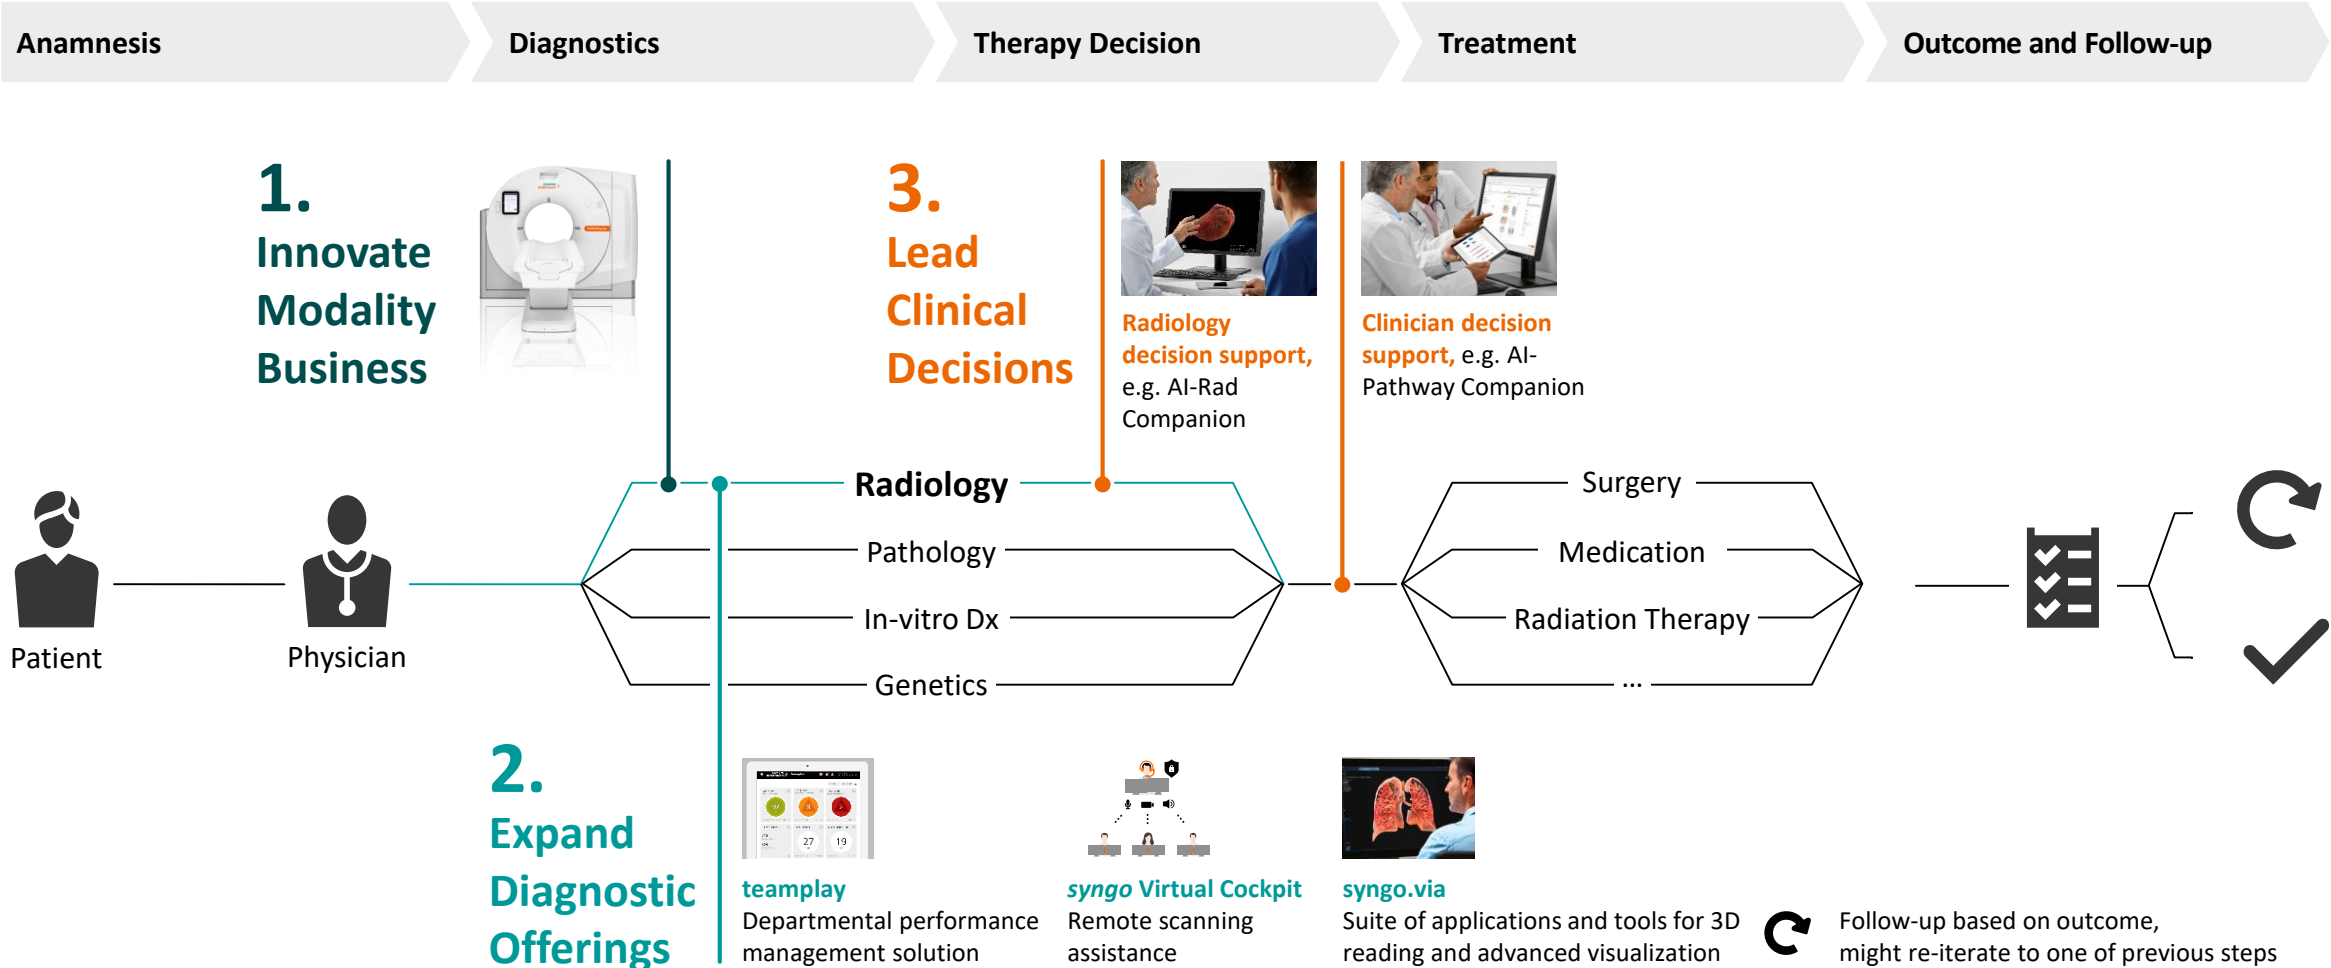 Anamnesis
Diagnostics
Therapy Decision
Treatment
Outcome and Follow-up
1.
Innovate
Modality
Business
3.
Lead
Clinical
Decisions
Radiology
decision support,
e.g. AI-Rad
Companion
Clinician decision
support, e.g. AI-
Pathway Companion
Patient
Physician
Radiology
Pathology
In-vitro Dx
Genetics
Surgery
Medication
Radiation Therapy
...
2.
Expand
Diagnostic
Offerings
27
19
teamplay
Departmental performance
management solution
syngo Virtual Cockpit
Remote scanning
assistance
syngo.via
Suite of applications and tools for 3D
reading and advanced visualization
Follow-up based on outcome,
might re-iterate to one of previous steps